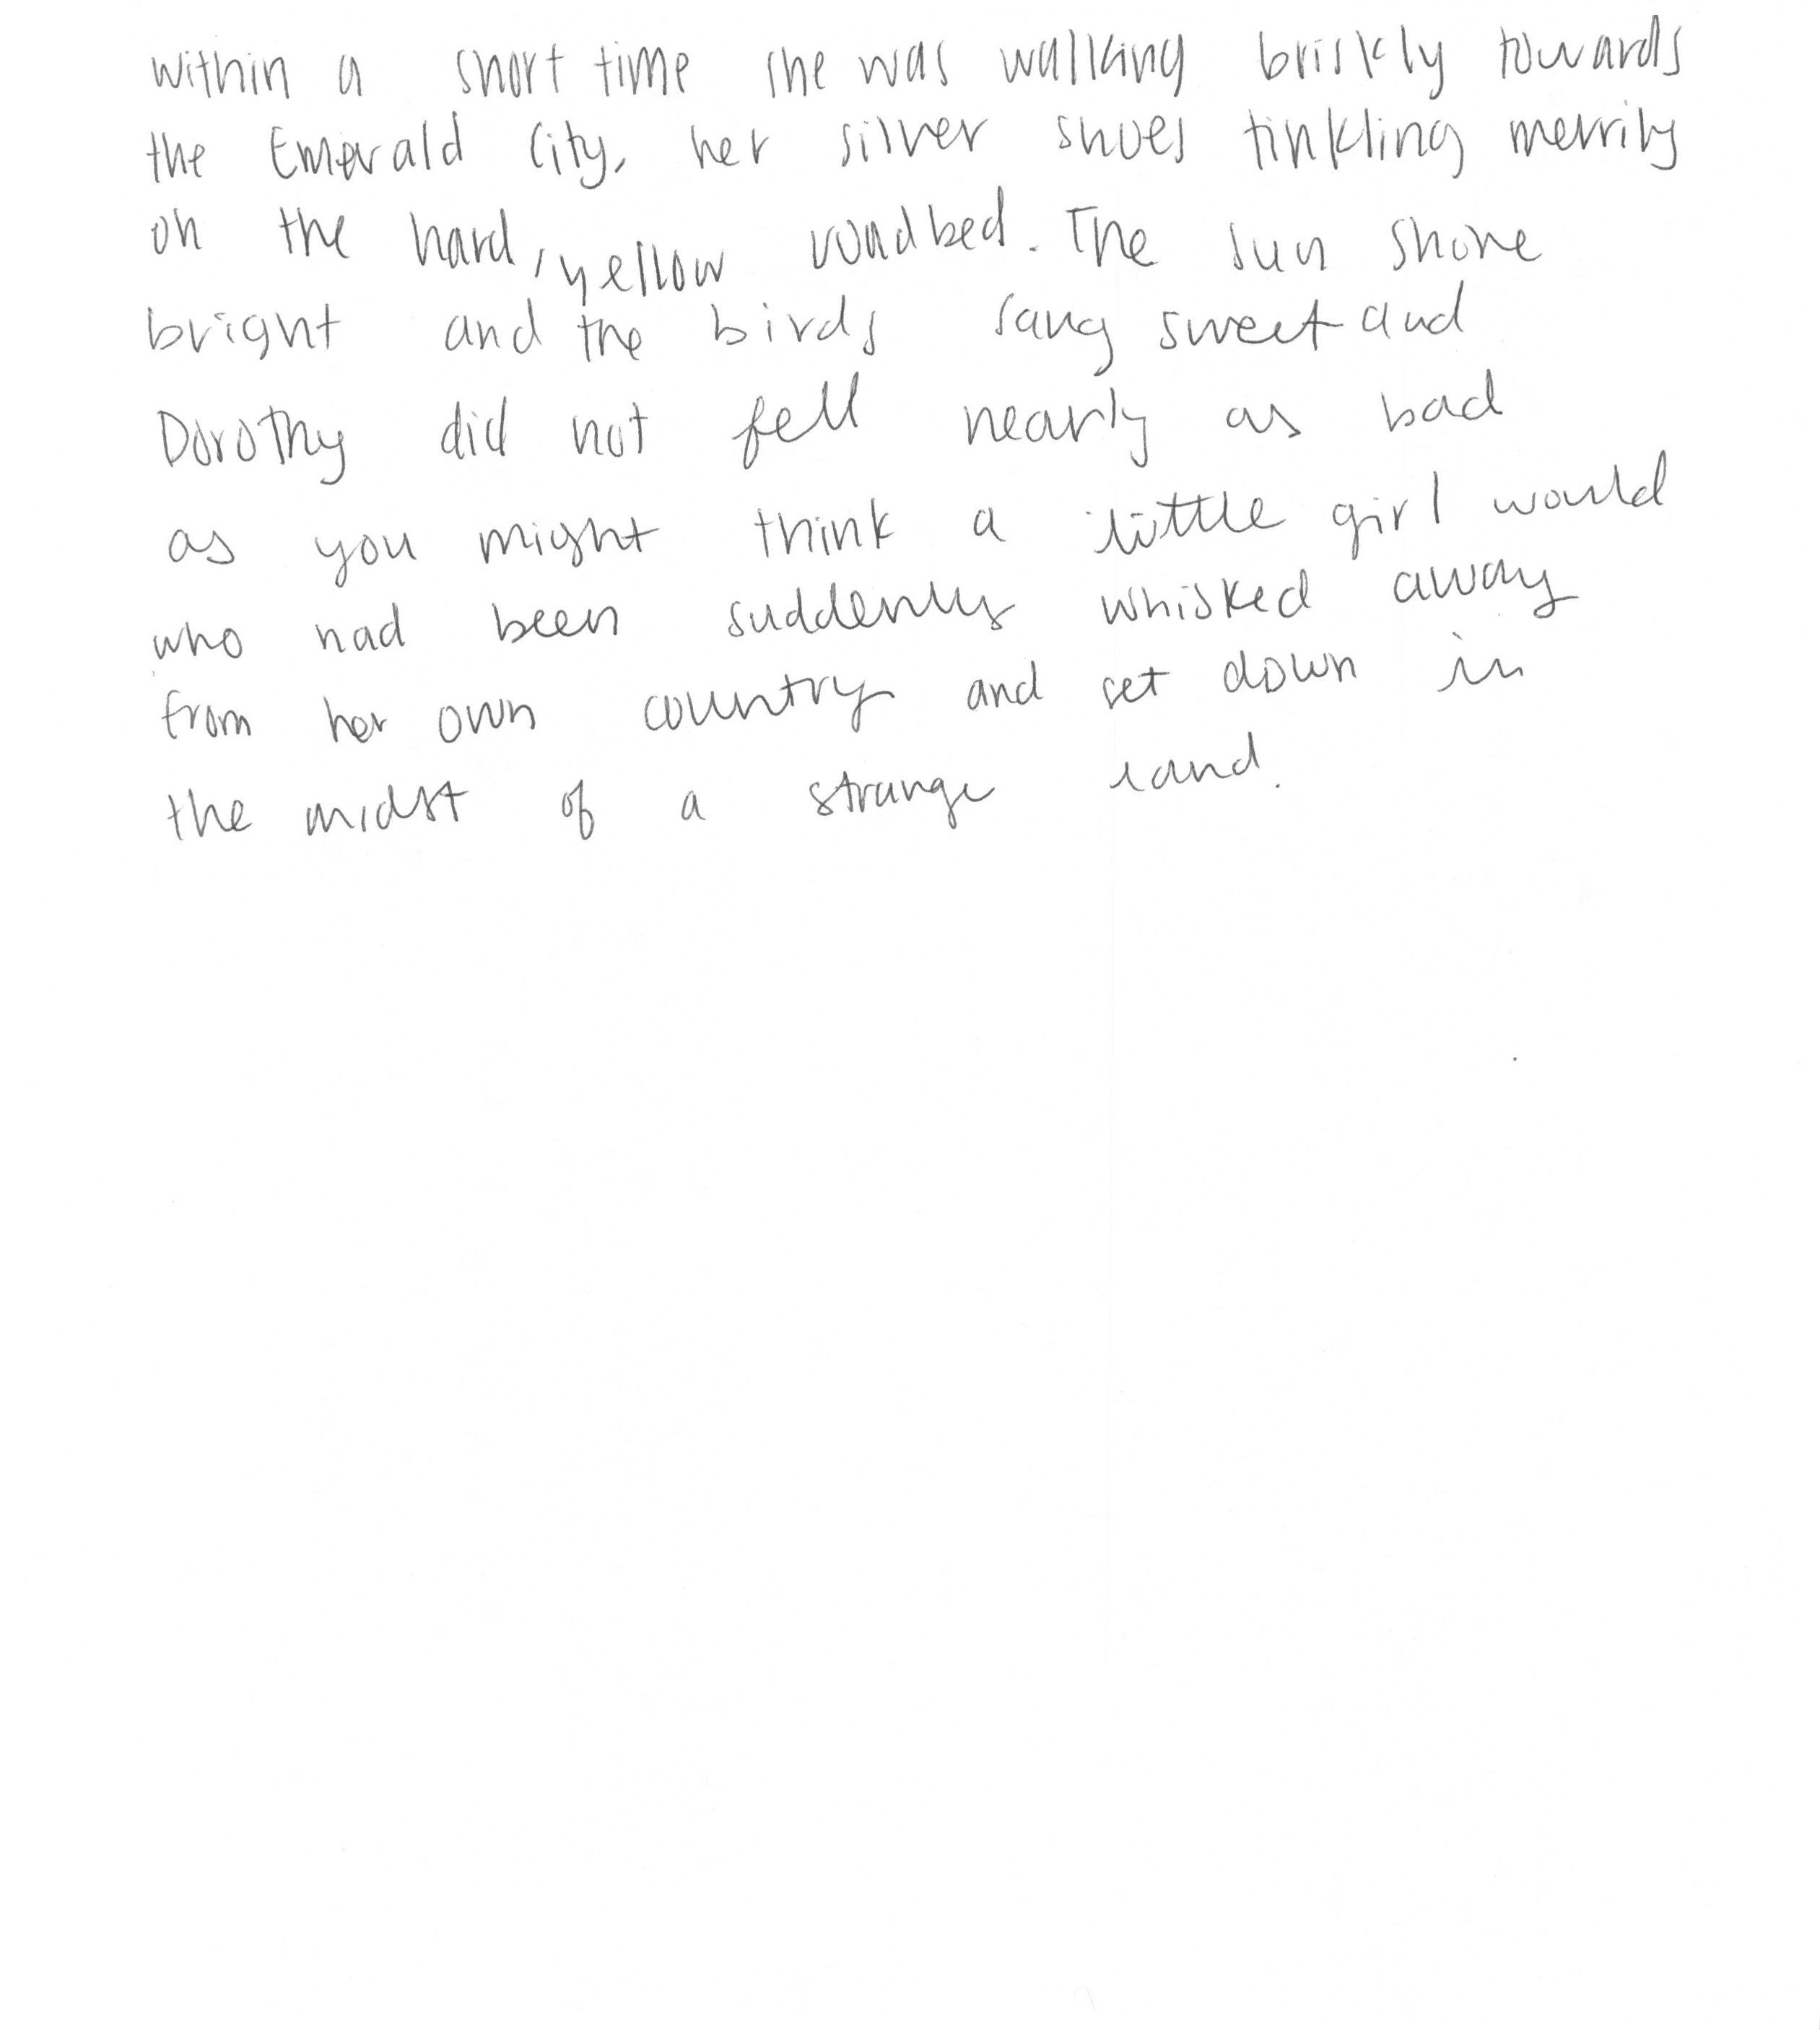 within a short time she was walking briskly towards
the Emerald City, her silver shoes tinkling merrily
on the hard, yellow roadbed. The sun shone
bright and the birds sang sweet and
Dorothy did not fell nearly as bad
as you might think a little girl would
who had been suddenly whisked away
from her own country and set down in
the midst of a strange land.